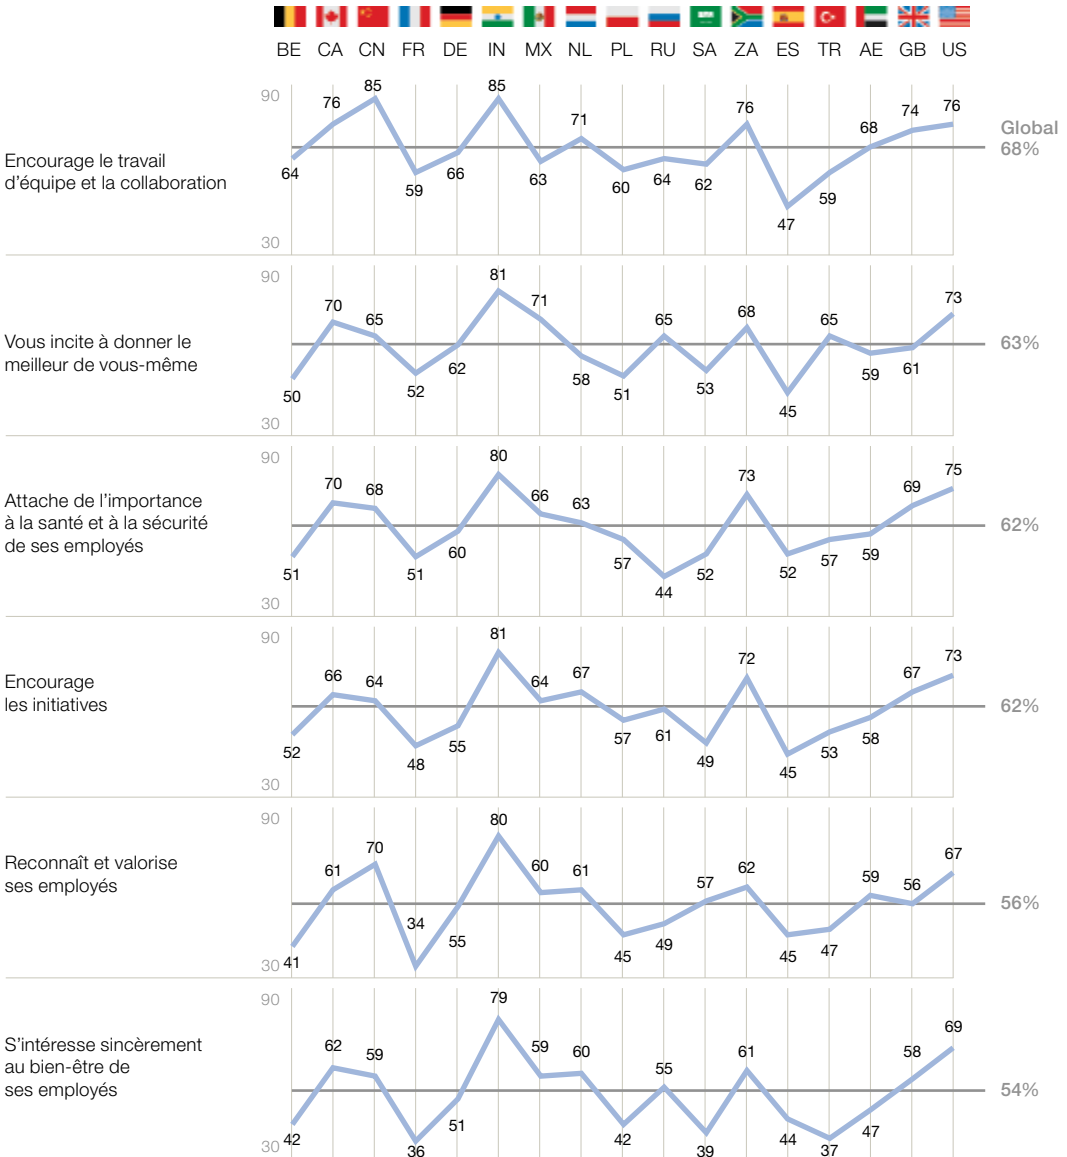 BE CA CN FR DE IN MX NL PL RU SA ZA ES TR AE GB US
Encourage le travail
d’équipe et la collaboration
90
30
64 76 85 59 66 85 63 71 60 64 62 76 47 59 68 74 76
Global
68%
Vous incite à donner le
meilleur de vous-même
90
30
50 70 65 52 62 81 71 58 51 65 53 68 45 65 59 61 73
63%
Attache de l’importance
à la santé et à la sécurité
de ses employés
90
30
51 70 68 51 60 80 66 63 57 44 52 73 52 57 59 69 75
62%
Encourage
les initiatives
90
30
52 66 64 48 55 81 64 67 57 61 49 72 45 53 58 67 73
62%
Reconnaît et valorise
ses employés
90
30
41 61 70 34 55 80 60 61 45 49 57 62 45 47 59 56 67
56%
S’intéresse sincèrement
au bien-être de
ses employés
90
30
42 62 59 36 51 79 59 60 42 55 39 61 44 37 47 58 69
54%